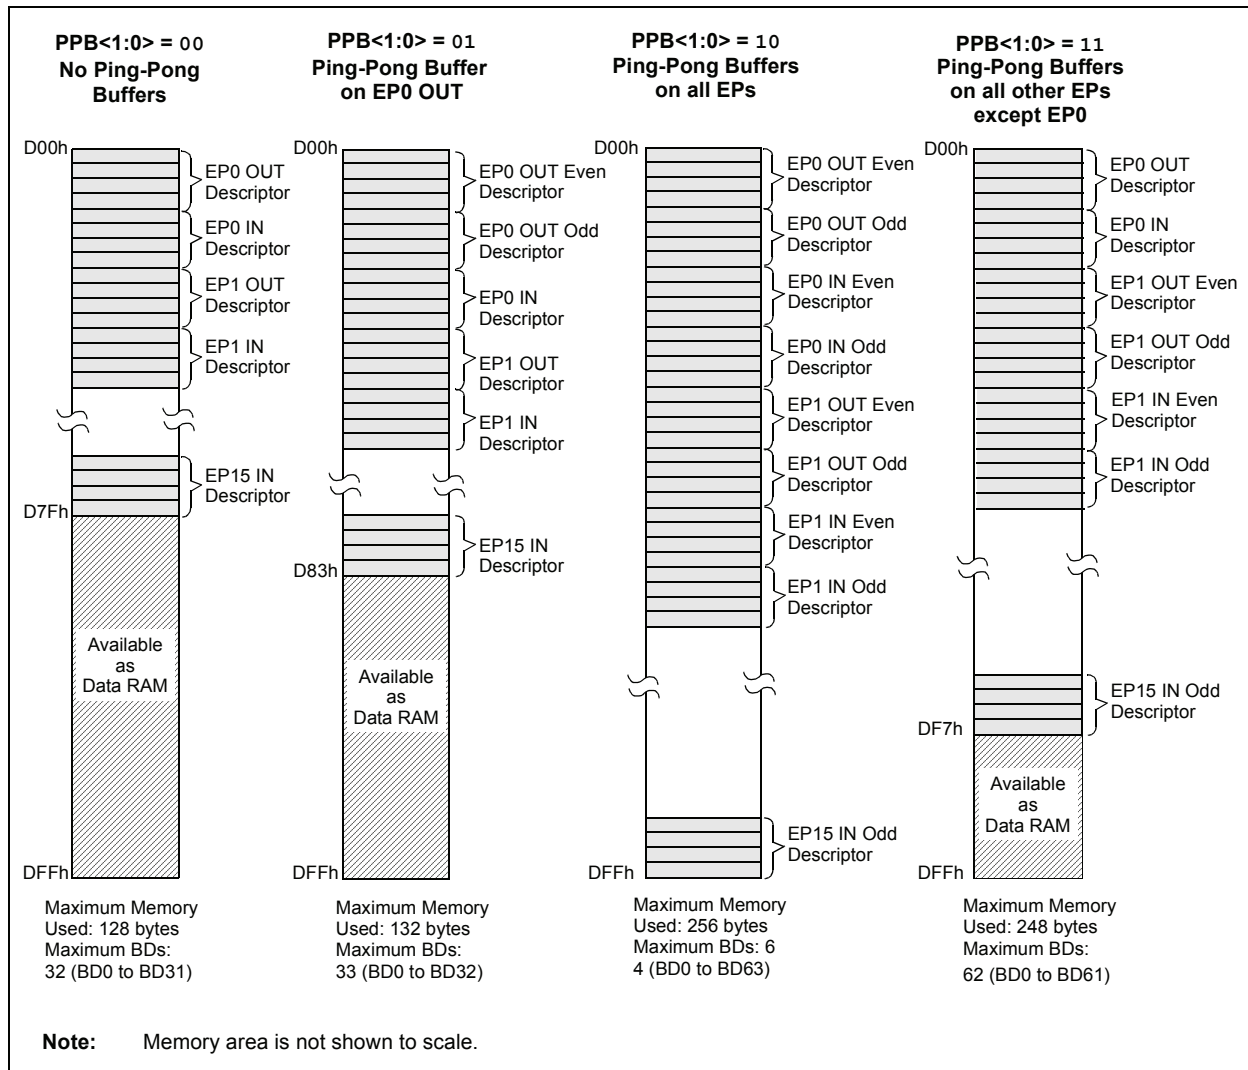 PPB<1:0> = 00
No Ping-Pong
Buffers
D00h
EP0 OUT
Descriptor
EP0 IN
Descriptor
EP1 OUT
Descriptor
EP1 IN
Descriptor
EP15 IN
Descriptor
D7Fh
Available
as
Data RAM
DFFh
Maximum Memory
Used: 128 bytes
Maximum BDs:
32 (BD0 to BD31)
PPB<1:0> = 01
Ping-Pong Buffer
on EP0 OUT
D00h
EP0 OUT Even
Descriptor
EP0 OUT Odd
Descriptor
EP0 IN
Descriptor
EP1 OUT
Descriptor
EP1 IN
Descriptor
EP15 IN
Descriptor
D83h
Available
as
Data RAM
DFFh
Maximum Memory
Used: 132 bytes
Maximum BDs:
33 (BD0 to BD32)
PPB<1:0> = 10
Ping-Pong Buffers
on all EPs
D00h
EP0 OUT Even
Descriptor
EP0 OUT Odd
Descriptor
EP0 IN Even
Descriptor
EP0 IN Odd
Descriptor
EP1 OUT Even
Descriptor
EP1 OUT Odd
Descriptor
EP1 IN Even
Descriptor
EP1 IN Odd
Descriptor
EP15 IN Odd
Descriptor
DFFh
Maximum Memory
Used: 256 bytes
Maximum BDs: 6
4 (BD0 to BD63)
PPB<1:0> = 11
Ping-Pong Buffers
on all other EPs
except EP0
D00h
EP0 OUT
Descriptor
EP0 IN
Descriptor
EP1 OUT Even
Descriptor
EP1 OUT Odd
Descriptor
EP1 IN Even
Descriptor
EP1 IN Odd
Descriptor
EP15 IN Odd
Descriptor
DF7h
Available
as
Data RAM
DFFh
Maximum Memory
Used: 248 bytes
Maximum BDs:
62 (BD0 to BD61)
Note: Memory area is not shown to scale.